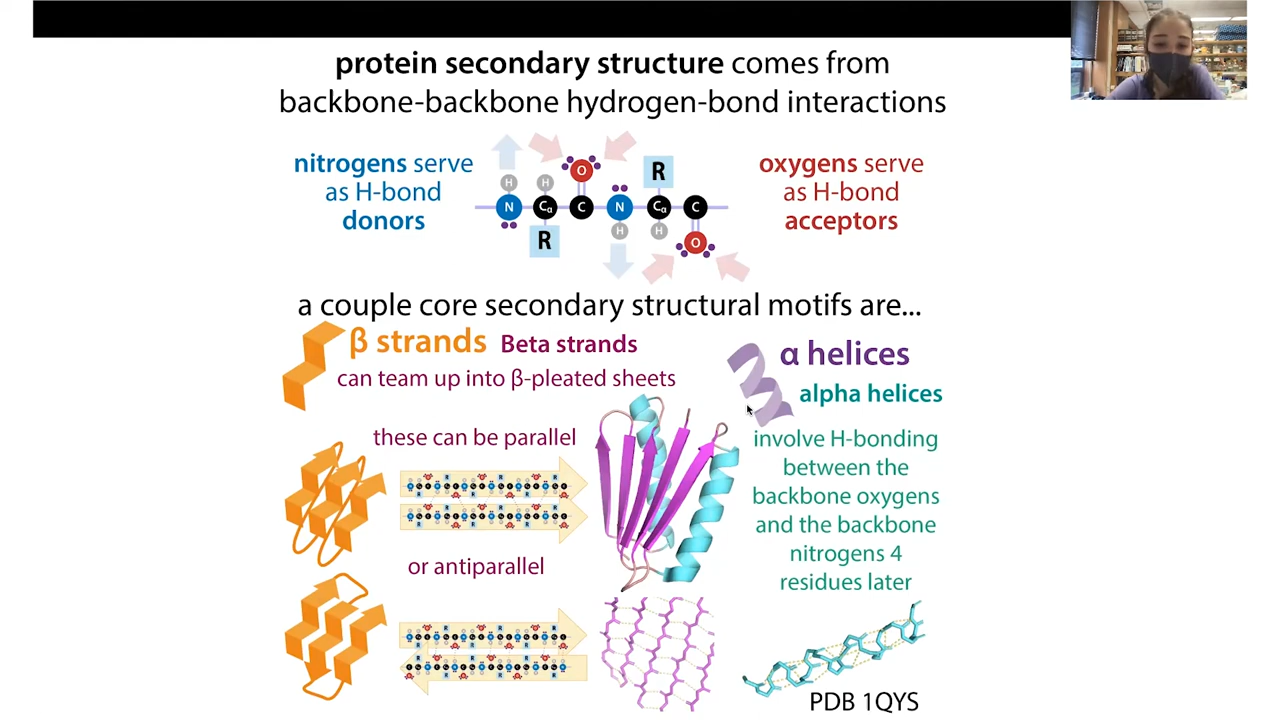 protein secondary structure comes from
backbone-backbone hydrogen-bond interactions
nitrogens serve
as H-bond
donors
H
H
O
R
N
Cα
C
N
Cα
C
R
H
H
O
oxygens serve
as H-bond
acceptors
a couple core secondary structural motifs are...
β strands Beta strands
can team up into β-pleated sheets
these can be parallel
or antiparallel
α helices
alpha helices
involve H-bonding
between the
backbone oxygens
and the backbone
nitrogens 4
residues later
PDB 1QYS